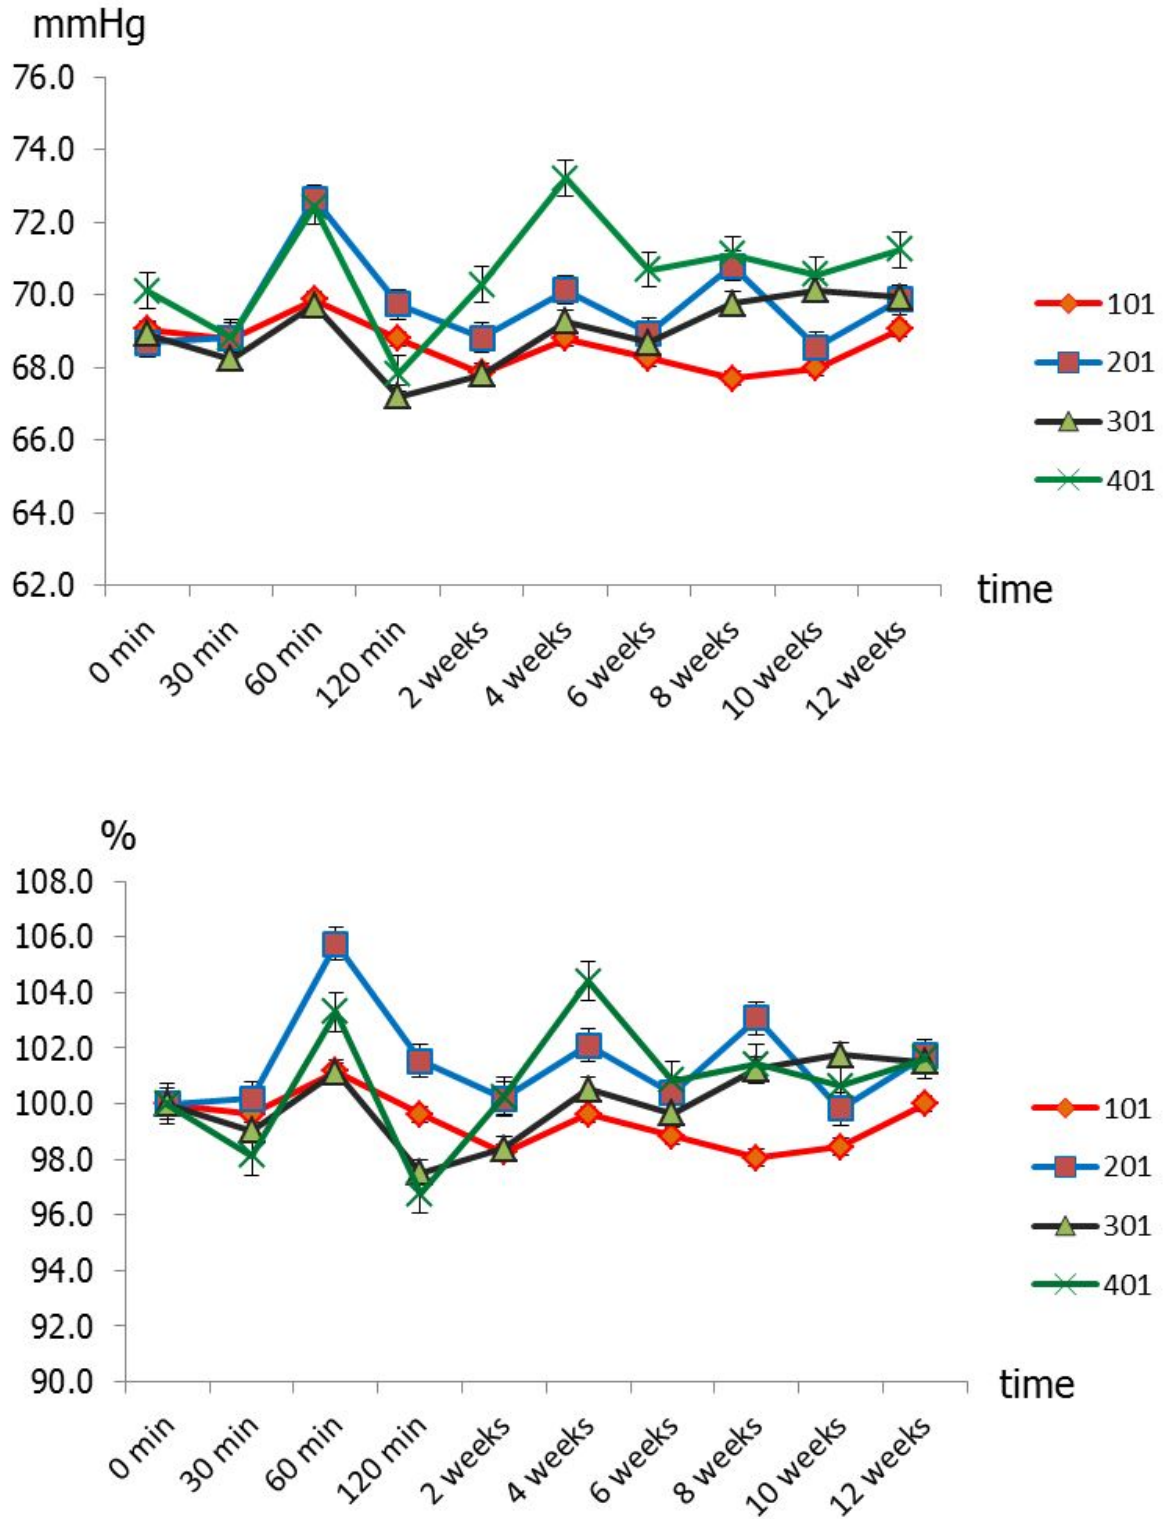 mmHg
76.0
74.0
72.0
70.0
68.0
66.0
64.0
62.0
101
201
301
401
time
0 min
30 min
60 min
120 min
2 weeks
4 weeks
6 weeks
8 weeks
10 weeks
12 weeks
%
108.0
106.0
104.0
102.0
100.0
98.0
96.0
94.0
92.0
90.0
101
201
301
401
time
0 min
30 min
60 min
120 min
2 weeks
4 weeks
6 weeks
8 weeks
10 weeks
12 weeks